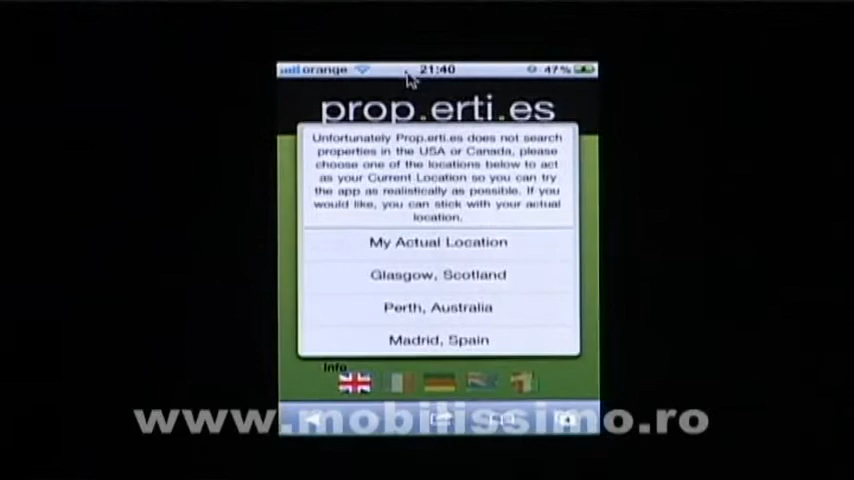 orange 21:40 47%
prop.erti.es
Unfortunately Prop.erti.es does not search
properties in the USA or Canada, please
choose one of the locations below to act
as your Current Location so you can try
the app as realistically as possible. If you
would like, you can stick with your actual
location.
My Actual Location
Glasgow, Scotland
Perth, Australia
Madrid, Spain
Info
www.mobilissimo.ro